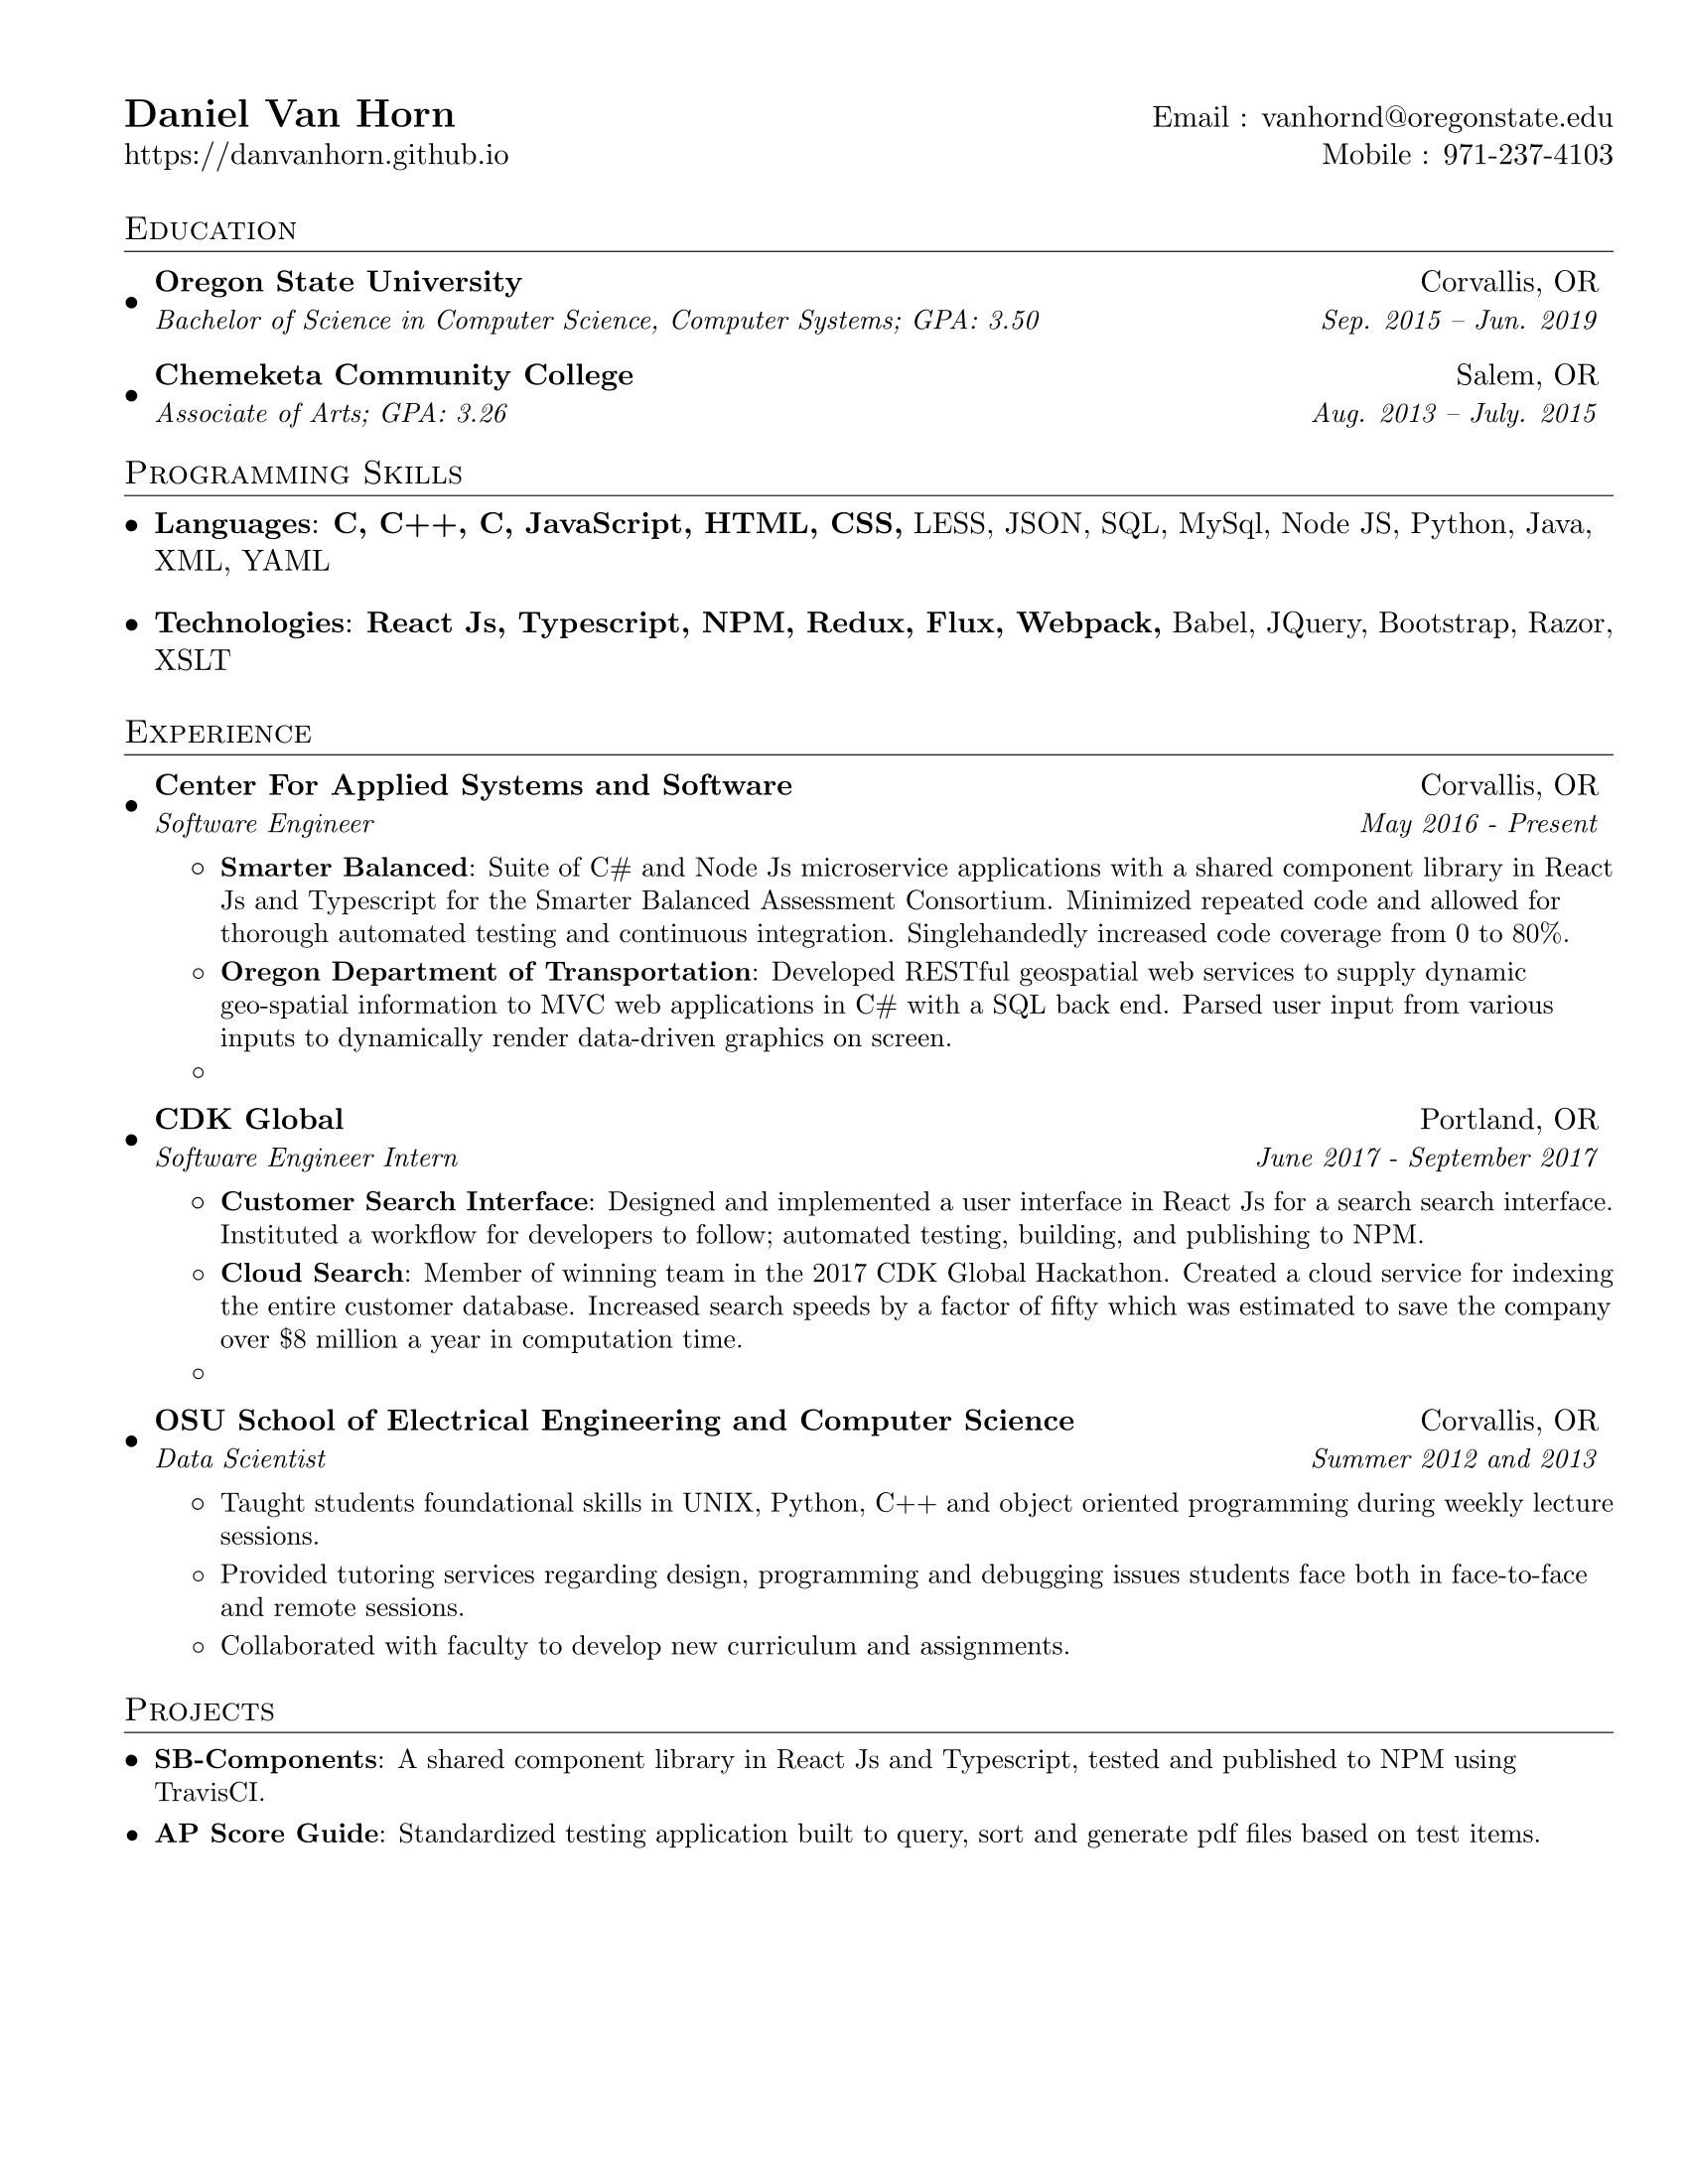 Daniel Van Horn Email : vanhornd@oregonstate.edu
https://danvanhorn.github.io Mobile : 971-237-4103
Education
• Oregon State University Corvallis, OR
Bachelor of Science in Computer Science, Computer Systems; GPA: 3.50 Sep. 2015 – Jun. 2019
• Chemeketa Community College Salem, OR
Associate of Arts; GPA: 3.26 Aug. 2013 – July. 2015
Programming Skills
• Languages: C, C++, C, JavaScript, HTML, CSS, LESS, JSON, SQL, MySql, Node JS, Python, Java,
XML, YAML
• Technologies: React Js, Typescript, NPM, Redux, Flux, Webpack, Babel, JQuery, Bootstrap, Razor,
XSLT
Experience
• Center For Applied Systems and Software Corvallis, OR
Software Engineer May 2016 - Present
◦ Smarter Balanced: Suite of C# and Node Js microservice applications with a shared component library in React
Js and Typescript for the Smarter Balanced Assessment Consortium. Minimized repeated code and allowed for
thorough automated testing and continuous integration. Singlehandedly increased code coverage from 0 to 80%.
◦ Oregon Department of Transportation: Developed RESTful geospatial web services to supply dynamic
geo-spatial information to MVC web applications in C# with a SQL back end. Parsed user input from various
inputs to dynamically render data-driven graphics on screen.
◦
• CDK Global Portland, OR
Software Engineer Intern June 2017 - September 2017
◦ Customer Search Interface: Designed and implemented a user interface in React Js for a search search interface.
Instituted a workflow for developers to follow; automated testing, building, and publishing to NPM.
◦ Cloud Search: Member of winning team in the 2017 CDK Global Hackathon. Created a cloud service for indexing
the entire customer database. Increased search speeds by a factor of fifty which was estimated to save the company
over $8 million a year in computation time.
◦
• OSU School of Electrical Engineering and Computer Science Corvallis, OR
Data Scientist Summer 2012 and 2013
◦ Taught students foundational skills in UNIX, Python, C++ and object oriented programming during weekly lecture
sessions.
◦ Provided tutoring services regarding design, programming and debugging issues students face both in face-to-face
and remote sessions.
◦ Collaborated with faculty to develop new curriculum and assignments.
Projects
• SB-Components: A shared component library in React Js and Typescript, tested and published to NPM using
TravisCI.
• AP Score Guide: Standardized testing application built to query, sort and generate pdf files based on test items.